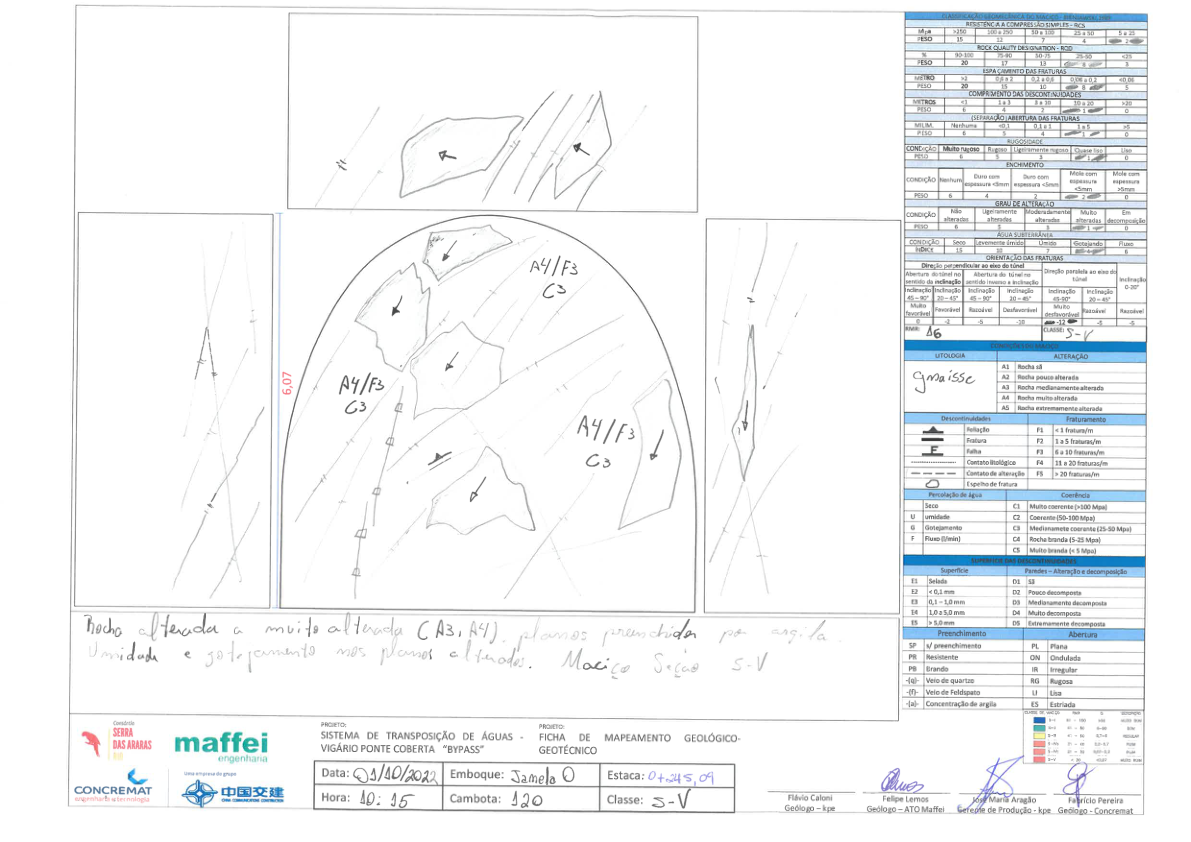 CLASSIFICAÇÃO GEOMECÂNICA DO MACIÇO - BIENIAWSKI, 1989
RESISTÊNCIA A COMPRESSÃO SIMPLES - RCS
Mpa >250 100 a 250 50 a 100 25 a 50 5 a 25
PESO 15 12 7 4 2
ROCK QUALITY DESIGNATION - RQD
% 90-100 75-90 50-75 25-50 <25
PESO 20 17 13 8 3
ESPAÇAMENTO DAS FRATURAS
METRO >2 0,6 a 2 0,2 a 0,6 0,06 a 0,2 <0,06
PESO 20 15 10 8 5
COMPRIMENTO DAS DESCONTINUIDADES
METROS <1 1 a 3 3 a 10 10 a 20 >20
PESO 6 4 2 1 0
(SEPARAÇÃO) ABERTURA DAS FRATURAS
MILIM. Nenhuma <0,1 0,1 a 1 1 a 5 >5
PESO 6 5 4 1 0
RUGOSIDADE
CONDIÇÃO Muito rugoso Rugoso Ligeiramente rugoso Quase liso Liso
PESO 6 5 3 1 0
ENCHIMENTO
CONDIÇÃO Nenhum Duro com espessura <5mm Duro com espessura <5mm Mole com espessura <5mm Mole com espessura >5mm
PESO 6 4 2 2 0
GRAU DE ALTERAÇÃO
CONDIÇÃO Não alteradas Ligeiramente alteradas Moderadamente alteradas Muito alteradas Em decomposição
PESO 6 5 3 1 0
ÁGUA SUBTERRÂNEA
CONDIÇÃO Seco Levemente úmido Úmido Gotejando Fluxo
ÍNDICE 15 10 7 4
ORIENTAÇÃO DAS FRATURAS
Direção perpendicular ao eixo do túnel
Direção paralela ao eixo do túnel
Inclinação 0-20°
Abertura do túnel no sentido da inclinação
Abertura do túnel no sentido inverso a inclinação
Inclinação 45 – 90° Inclinação 20 – 45° Inclinação 45 – 90° Inclinação 20 – 45° Inclinação 45-90° Inclinação 20 – 45°
Muito favorável Favorável Razoável Desfavorável Muito desfavorável Razoável Razoável
0 -2 -5 -10 -12 -5 -5
RMR: 16 CLASSE: S-V
LITOLOGIA ALTERAÇÃO
gnaisse
A1 Rocha sã
A2 Rocha pouco alterada
A3 Rocha medianamente alterada
A4 Rocha muito alterada
A5 Rocha extremamente alterada
Descontinuidades Fraturamento
Foliação F1 < 1 fratura/m
Fratura F2 1 a 5 fraturas/m
F Falha F3 6 a 10 fraturas/m
Contato litológico F4 11 a 20 fraturas/m
Contato de alteração F5 > 20 fraturas/m
Espelho de fratura
Percolação de água Coerência
Seco C1 Muito coerente (>100 Mpa)
U umidade C2 Coerente (50-100 Mpa)
G Gotejamento C3 Medianamete coerente (25-50 Mpa)
F Fluxo (l/min) C4 Rocha branda (5-25 Mpa)
C5 Muito branda (< 5 Mpa)
SUPERFÍCIE DAS DESCONTINUIDADES
Superfície Paredes – Alteração e decomposição
E1 Selada D1 Sã
E2 < 0,1 mm D2 Pouco decomposta
E3 0,1 – 1,0 mm D3 Medianamente decomposta
E4 1,0 a 5,0 mm D4 Muito decomposta
E5 > 5,0 mm D5 Extremamente decomposta
Preenchimento Abertura
SP s/ preenchimento PL Plana
PR Resistente ON Ondulada
PB Brando IR Irregular
-(q)- Veio de quartzo RG Rugosa
-(f)- Veio de Feldspato LI Lisa
-(a)- Concentração de argila ES Estriada
A4/F3
C3
A4/F3
C3
A4/F3
C3
6,07
Rocha alterada a muito alterada (A3, A4), planos preenchidos por argila.
Umidade e gotejamento nos planos alterados. Maciço Seção S-V
Consórcio
SERRA
DAS ARARAS
maffei
engenharia
CONCREMAT
engenharia e tecnologia
Uma empresa do grupo
中国交建
CHINA COMMUNICATIONS CONSTRUCTION
PROJETO:
SISTEMA DE TRANSPOSIÇÃO DE ÁGUAS -
VIGÁRIO PONTE COBERTA "BYPASS"
PROJETO:
FICHA DE MAPEAMENTO GEOLÓGICO-
GEOTÉCNICO
Data: 01/10/2022 Emboque: Janela O Estaca: 0+245,09
Hora: 10:15 Cambota: 120 Classe: S-V
Flávio Caloni
Geólogo – kpe
Felipe Lemos
Geólogo – ATO Maffei
José Maria Aragão
Gerente de Produção - kpe
Fabrício Pereira
Geólogo - Concremat